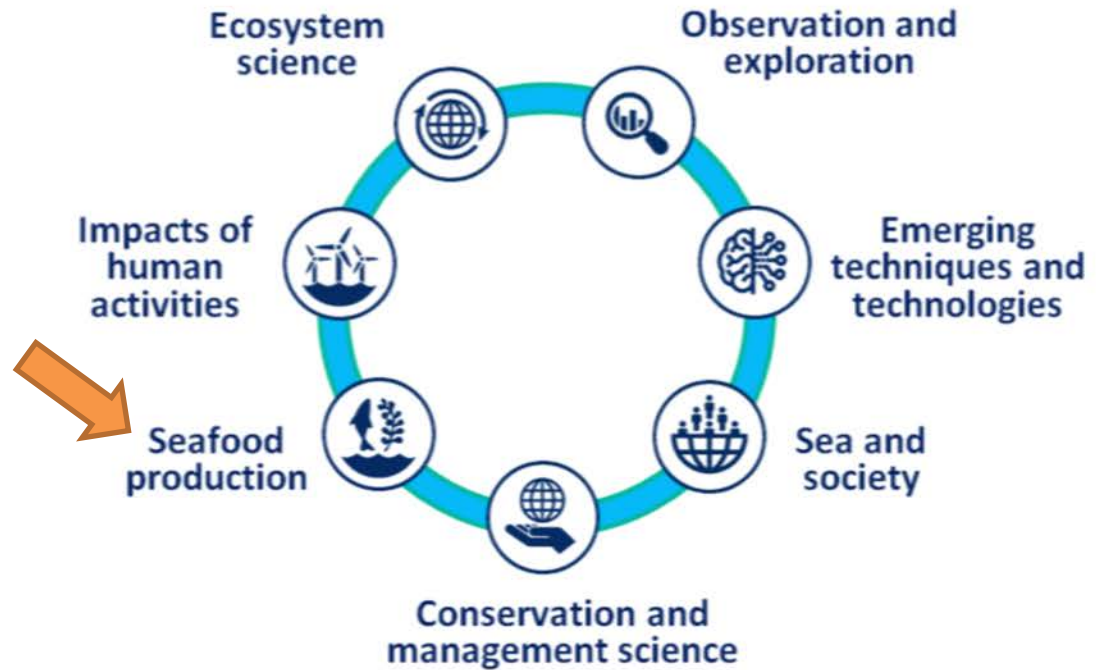 Ecosystem
science
Observation and
exploration
Impacts of
human
activities
Emerging
techniques and
technologies
Seafood
production
Sea and
society
Conservation and
management science